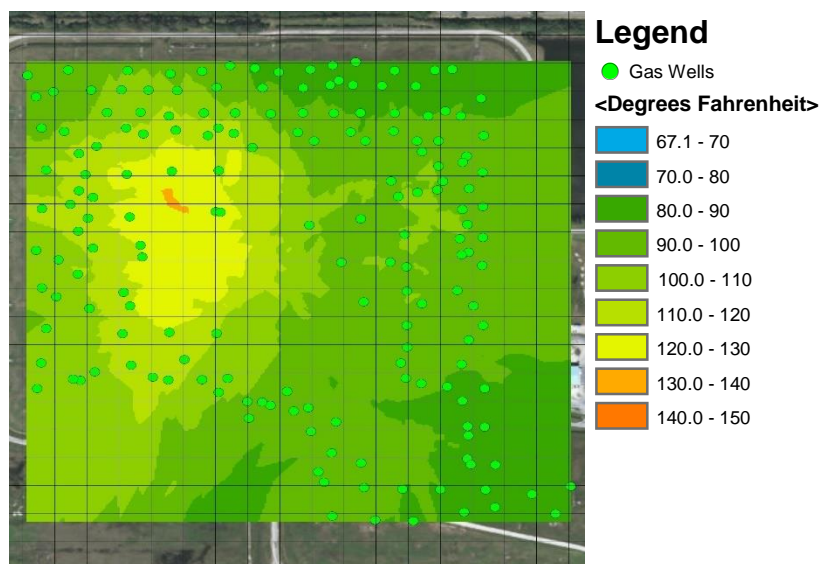 Legend
Gas Wells
<Degrees Fahrenheit>
67.1 - 70
70.0 - 80
80.0 - 90
90.0 - 100
100.0 - 110
110.0 - 120
120.0 - 130
130.0 - 140
140.0 - 150